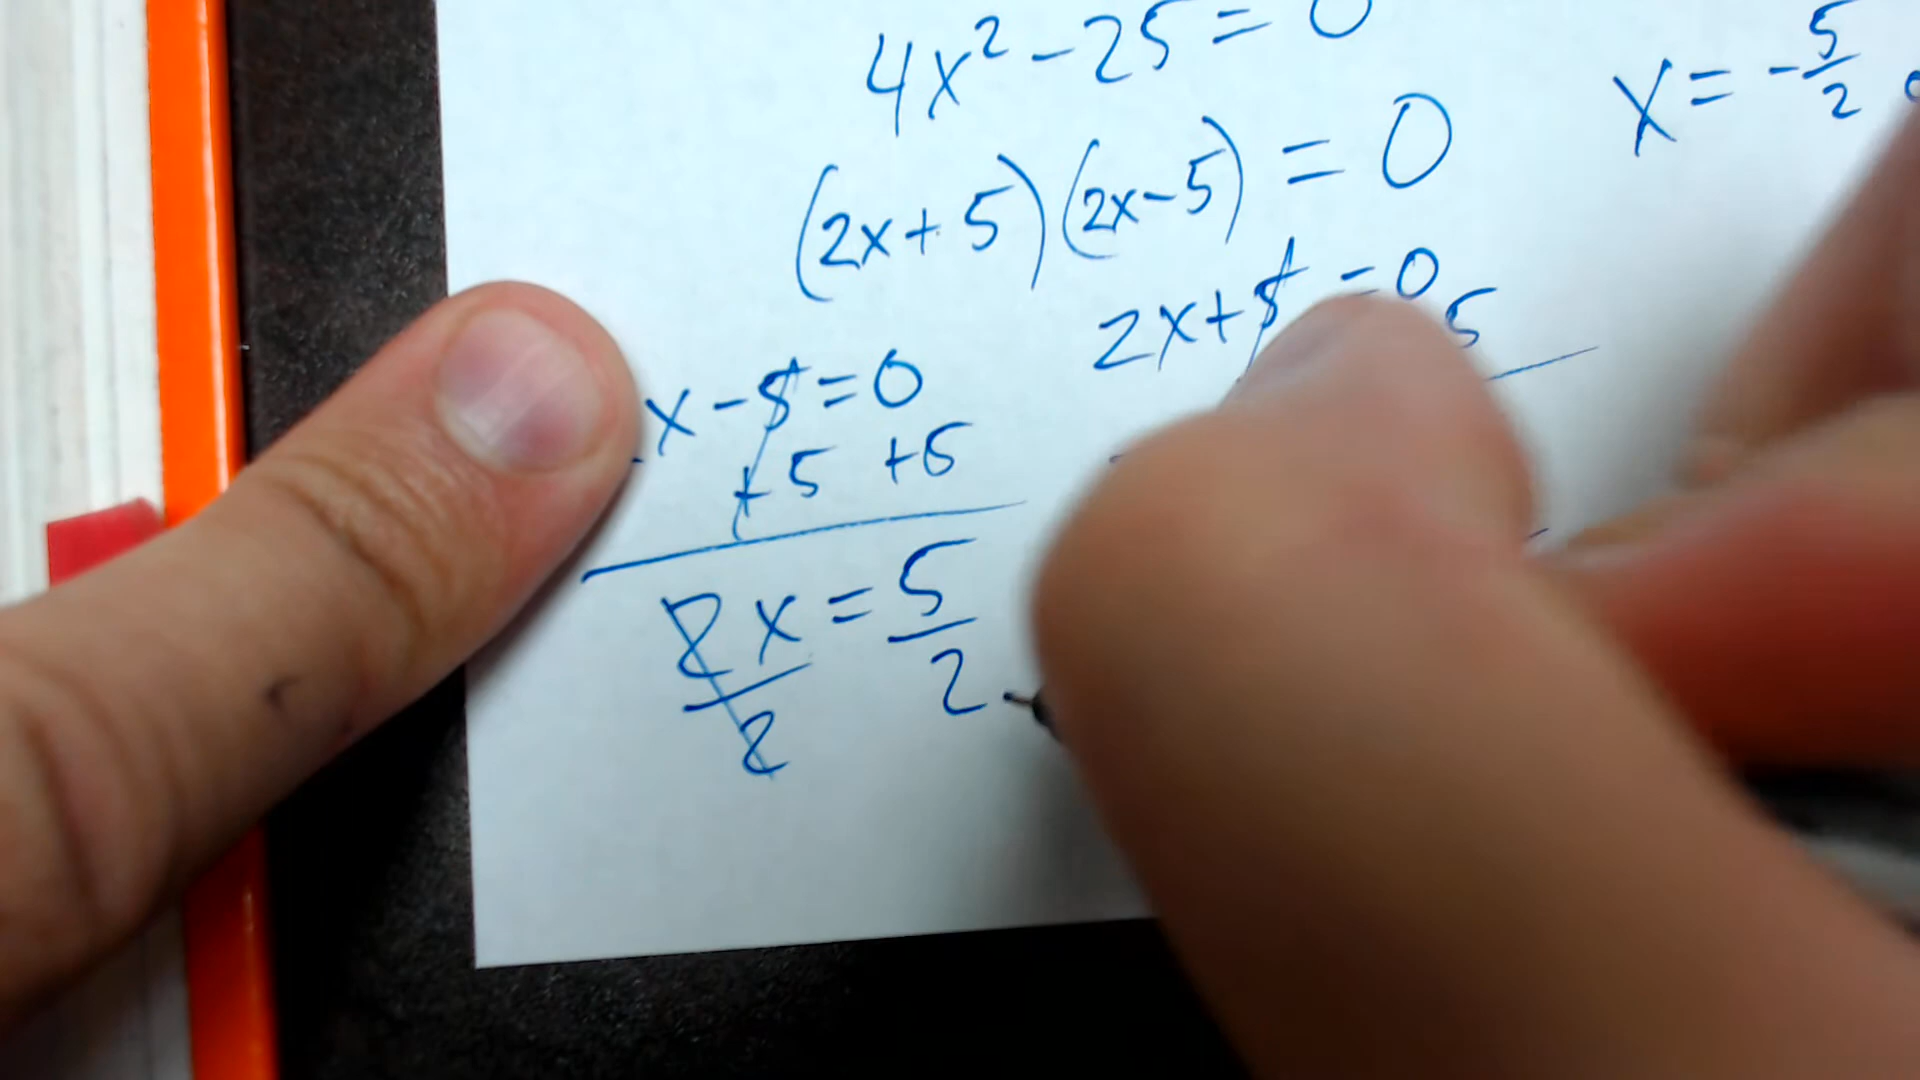 4x² - 25 = 0
(2x + 5)(2x - 5) = 0
x = - 5/2
2x + 5 = 0
5
x - 5 = 0
+ 5 + 5
2x/2 = 5/2